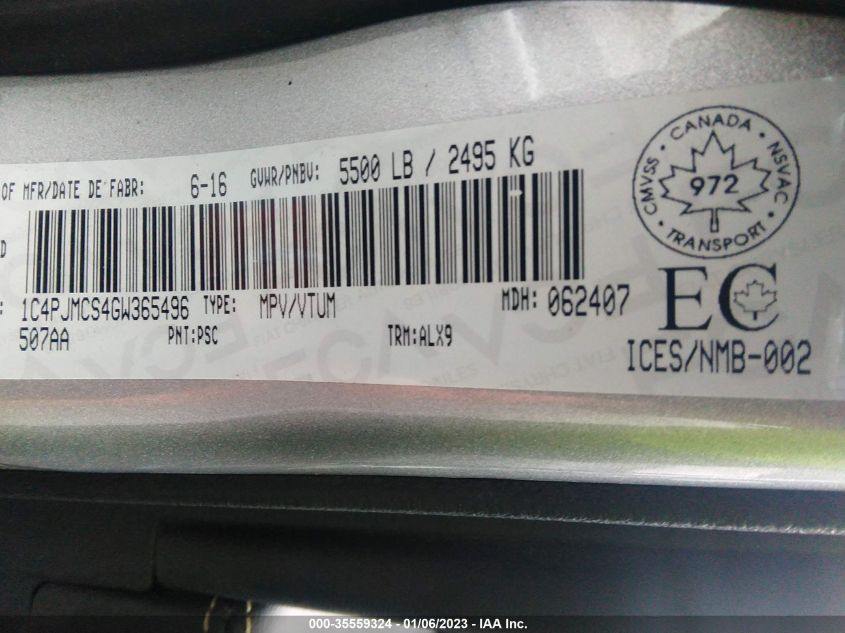 OF MFR/DATE DE FABR: 6-16 GVWR/PNBV: 5500 LB / 2495 KG
D
: 1C4PJMCS4GW365496 TYPE: MPV/VTUM MDH: 062407
507AA PNT:PSC TRM:ALX9
CANADA
CMVSS NSVAC
972
TRANSPORT
EC
ICES/NMB-002
000-35559324 - 01/06/2023 - IAA Inc.